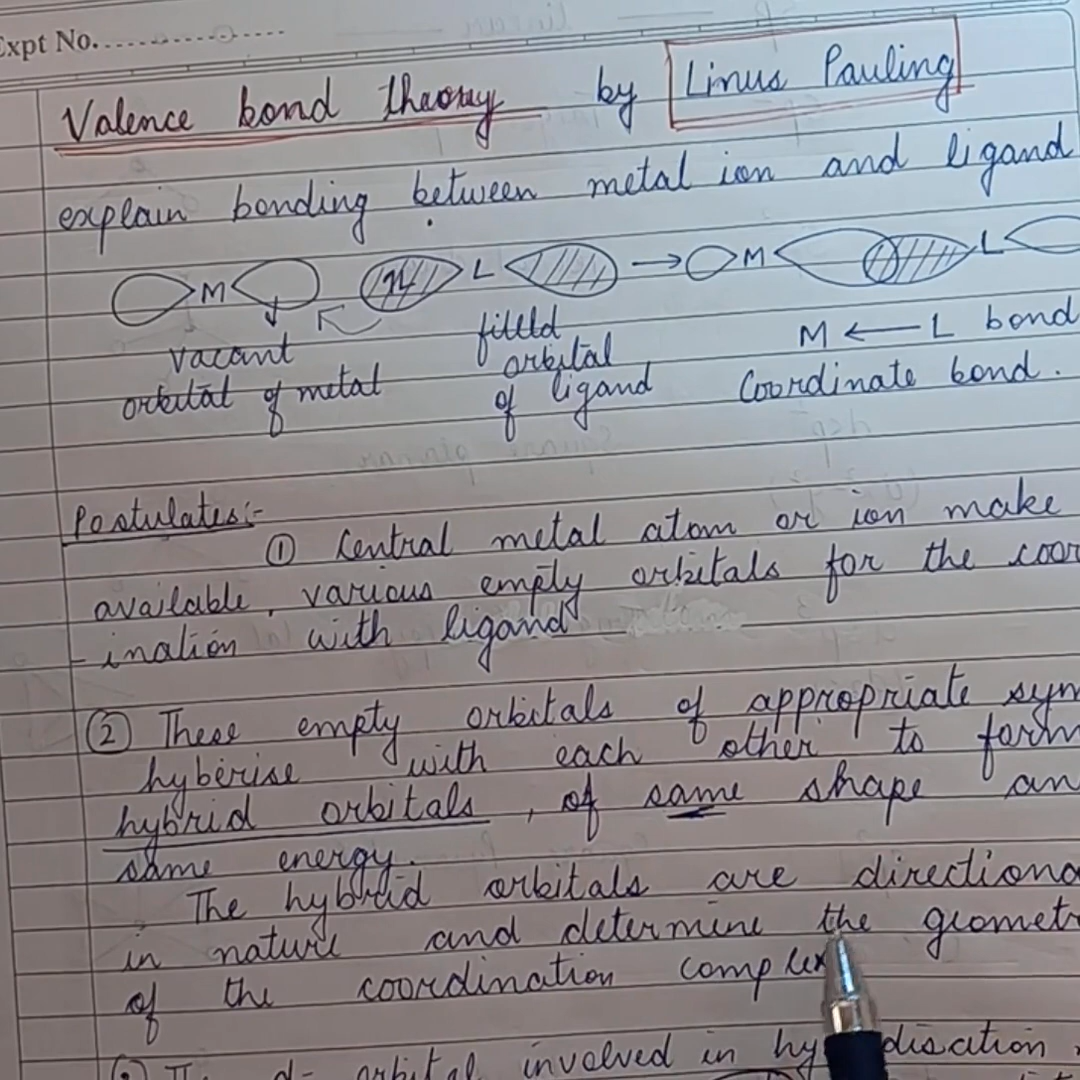 Expt No.
Valence bond theory by Linus Pauling
explain bonding between metal ion and ligand
M L → M L
vacant filled M ← L bond
orbital of metal orbital of ligand Coordinate bond.
Postulates:-
① Central metal atom or ion make
available, various empty orbitals for the coor
-ination with ligand
② These empty orbitals of appropriate sym
hyberise with each other to form
hybrid orbitals, of same shape an
same energy.
The hybrid orbitals are directiona
in nature and determine the geomet
of the coordination complex
d- orbital involved in hy disation